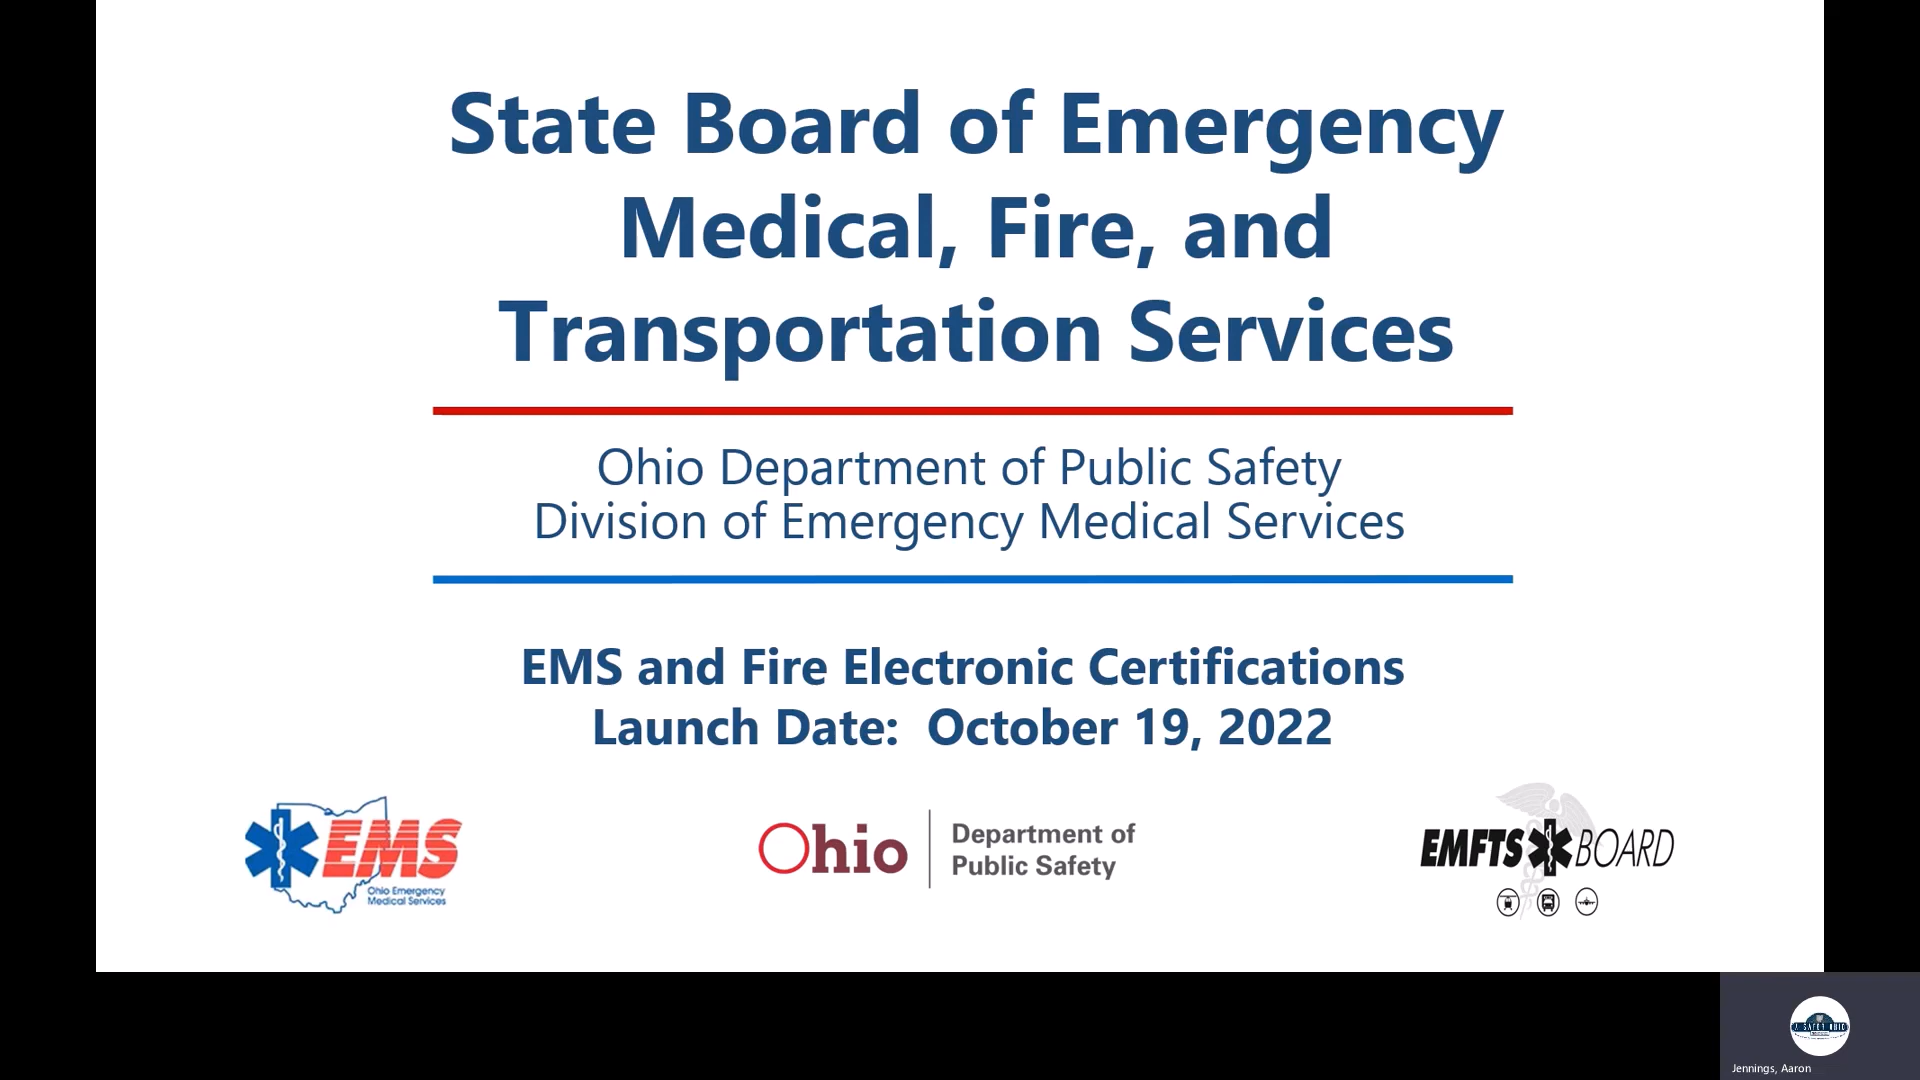 State Board of Emergency
Medical, Fire, and
Transportation Services
Ohio Department of Public Safety
Division of Emergency Medical Services
EMS and Fire Electronic Certifications
Launch Date:  October 19, 2022
EMS
Ohio Emergency
Medical Services
Ohio
Department of
Public Safety
EMFTS BOARD
Jennings, Aaron